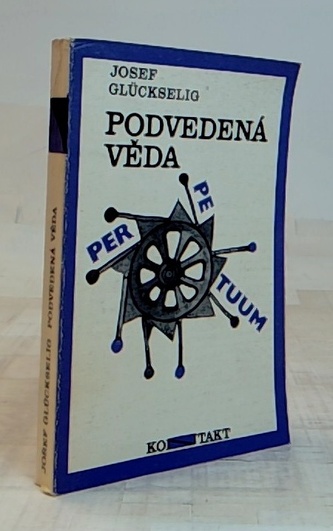 JOSEF
GLÜCKSELIG
PODVEDENÁ
VĚDA
PER
PE
TUUM
KONTAKT
JOSEF GLÜCKSELIG PODVEDENÁ VĚDA